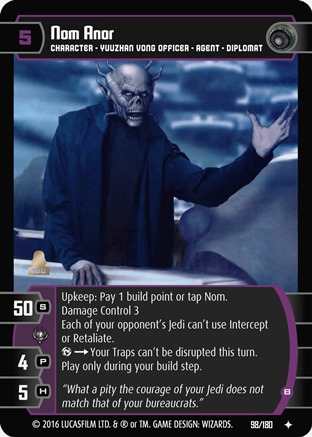 5
Nom Anor
CHARACTER • YUUZHAN VONG OFFICER • AGENT • DIPLOMAT
50 S
4 P
5 H
Upkeep: Pay 1 build point or tap Nom.
Damage Control 3
Each of your opponent's Jedi can't use Intercept
or Retaliate.
Your Traps can't be disrupted this turn.
Play only during your build step.
"What a pity the courage of your Jedi does not
match that of your bureaucrats."
B
© 2016 LUCASFILM LTD. & ® or TM. GAME DESIGN: WIZARDS.
98/180